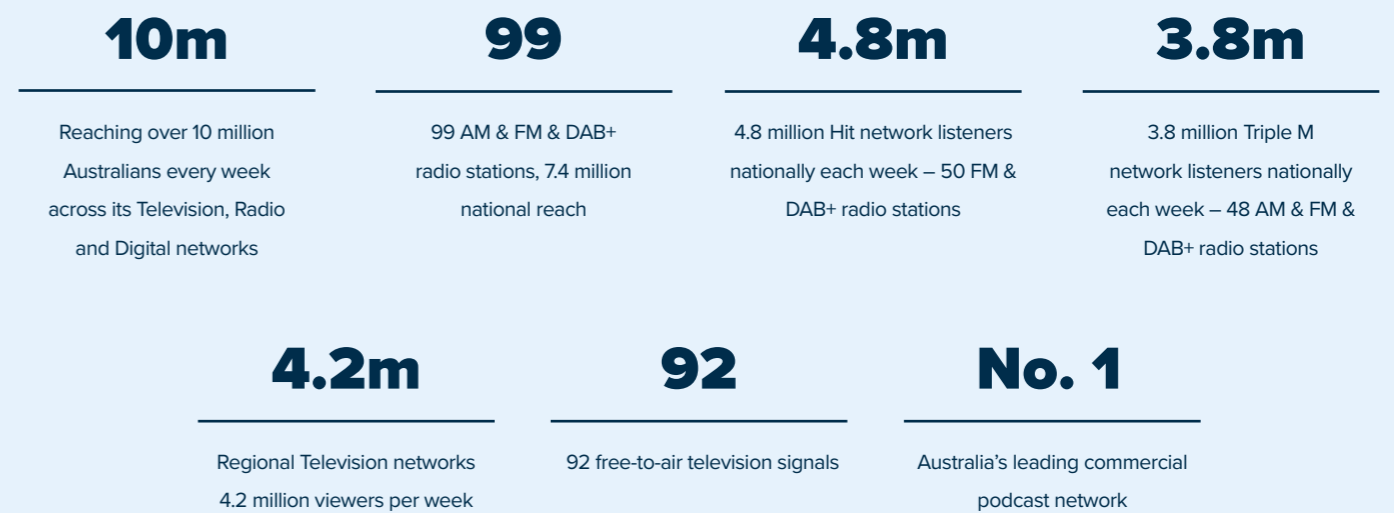 10m
Reaching over 10 million
Australians every week
across its Television, Radio
and Digital networks
99
99 AM & FM & DAB+
radio stations, 7.4 million
national reach
4.8m
4.8 million Hit network listeners
nationally each week – 50 FM &
DAB+ radio stations
3.8m
3.8 million Triple M
network listeners nationally
each week – 48 AM & FM &
DAB+ radio stations
4.2m
Regional Television networks
4.2 million viewers per week
92
92 free-to-air television signals
No. 1
Australia’s leading commercial
podcast network